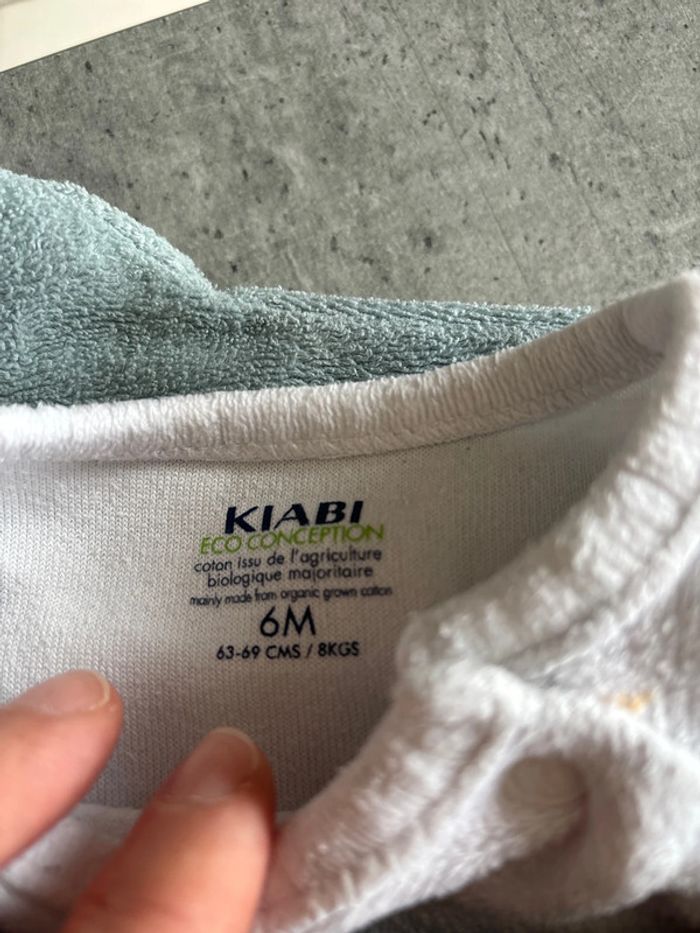 KIABI
ECO CONCEPTION
coton issu de l'agriculture
biologique majoritaire
mainly made from organic grown cotton
6M
63-69 CMS / 8KGS